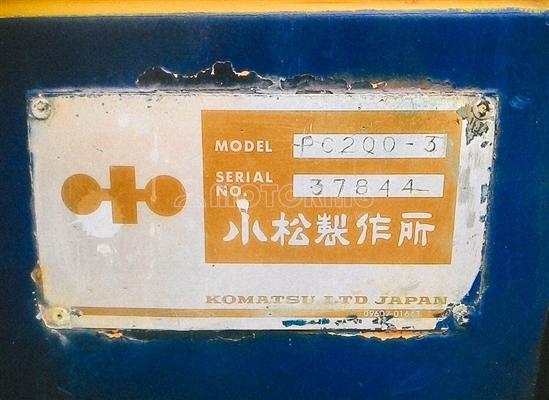 MODEL -PC200-3
SERIAL NO. 37844
小松製作所
KOMATSU LTD JAPAN